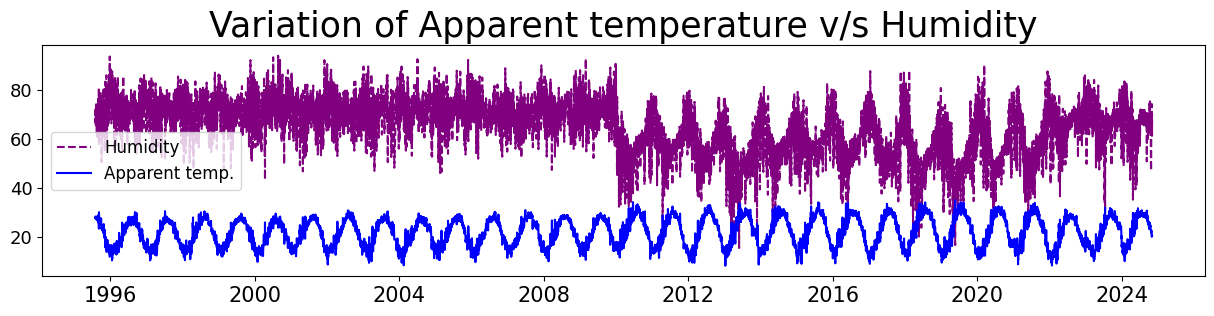 Variation of Apparent temperature v/s Humidity
80
60
40
20
Humidity
Apparent temp.
1996 2000 2004 2008 2012 2016 2020 2024